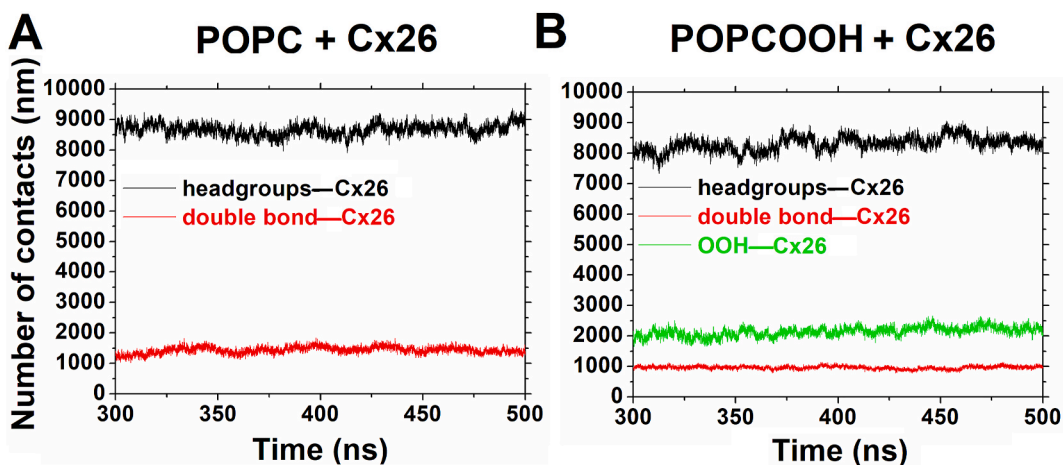 A
POPC + Cx26
Number of contacts (nm)
10000
9000
8000
7000
6000
5000
4000
3000
2000
1000
0
headgroups—Cx26
double bond—Cx26
300 350 400 450 500
Time (ns)
B
POPCOOH + Cx26
10000
9000
8000
7000
6000
5000
4000
3000
2000
1000
0
headgroups—Cx26
double bond—Cx26
OOH—Cx26
300 350 400 450 500
Time (ns)